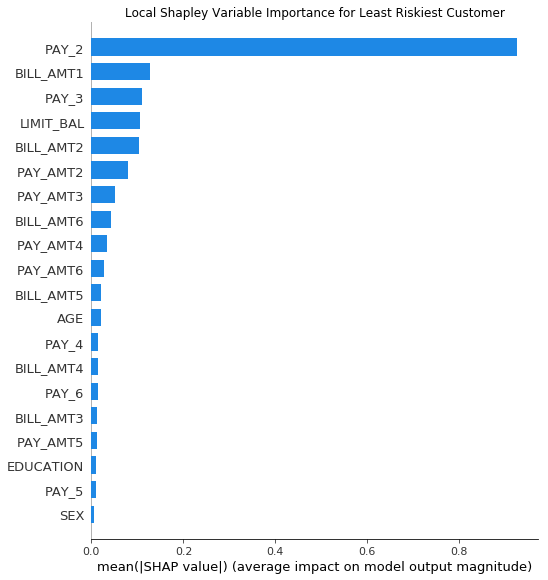 Local Shapley Variable Importance for Least Riskiest Customer
PAY_2
BILL_AMT1
PAY_3
LIMIT_BAL
BILL_AMT2
PAY_AMT2
PAY_AMT3
BILL_AMT6
PAY_AMT4
PAY_AMT6
BILL_AMT5
AGE
PAY_4
BILL_AMT4
PAY_6
BILL_AMT3
PAY_AMT5
EDUCATION
PAY_5
SEX
0.0 0.2 0.4 0.6 0.8
mean(|SHAP value|) (average impact on model output magnitude)